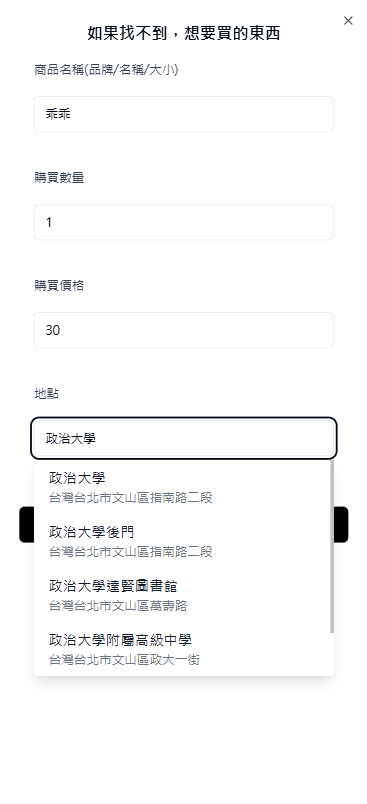 如果找不到，想要買的東西
商品名稱(品牌/名稱/大小)
乖乖
購買數量
1
購買價格
30
地點
政治大學
政治大學
台灣台北市文山區指南路二段
政治大學後門
台灣台北市文山區指南路二段
政治大學達賢圖書館
台灣台北市文山區萬壽路
政治大學附屬高級中學
台灣台北市文山區政大一街